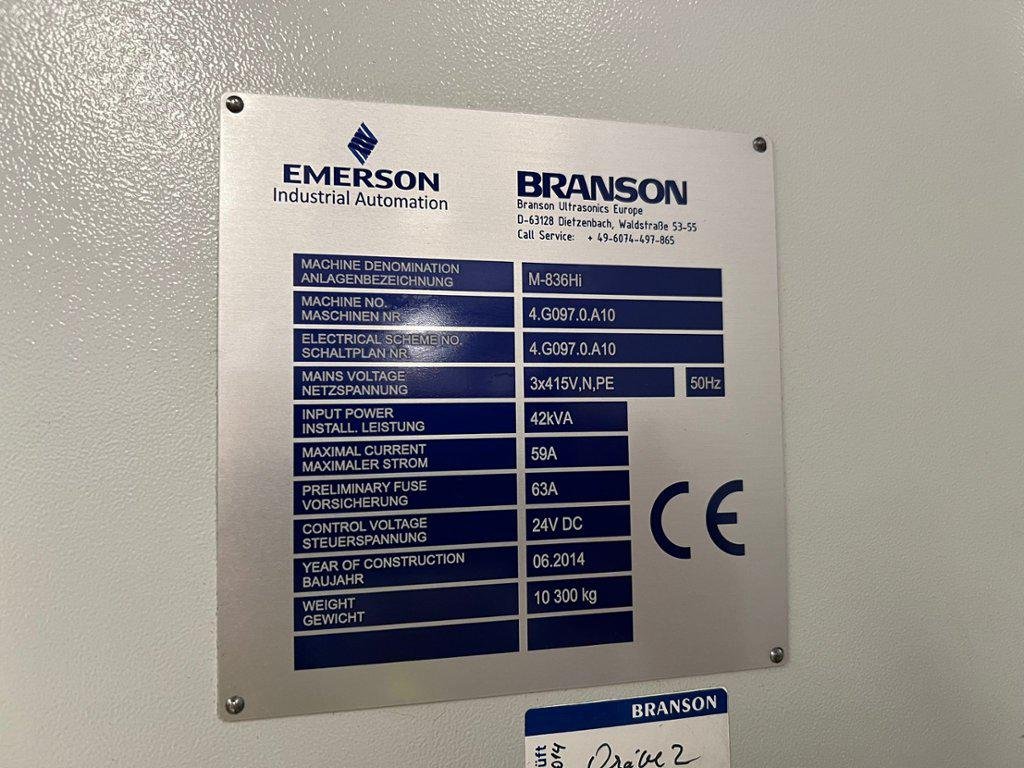 EMERSON
Industrial Automation
BRANSON
Branson Ultrasonics Europe
D-63128 Dietzenbach, Waldstraße 53-55
Call Service: + 49-6074-497-865
MACHINE DENOMINATION
ANLAGENBEZEICHNUNG
M-836Hi
MACHINE NO.
MASCHINEN NR.
4.G097.0.A10
ELECTRICAL SCHEME NO.
SCHALTPLAN NR.
4.G097.0.A10
MAINS VOLTAGE
NETZSPANNUNG
3x415V,N,PE 50Hz
INPUT POWER
INSTALL. LEISTUNG
42kVA
MAXIMAL CURRENT
MAXIMALER STROM
59A
PRELIMINARY FUSE
VORSICHERUNG
63A
CONTROL VOLTAGE
STEUERSPANNUNG
24V DC
YEAR OF CONSTRUCTION
BAUJAHR
06.2014
WEIGHT
GEWICHT
10 300 kg
CE
BRANSON